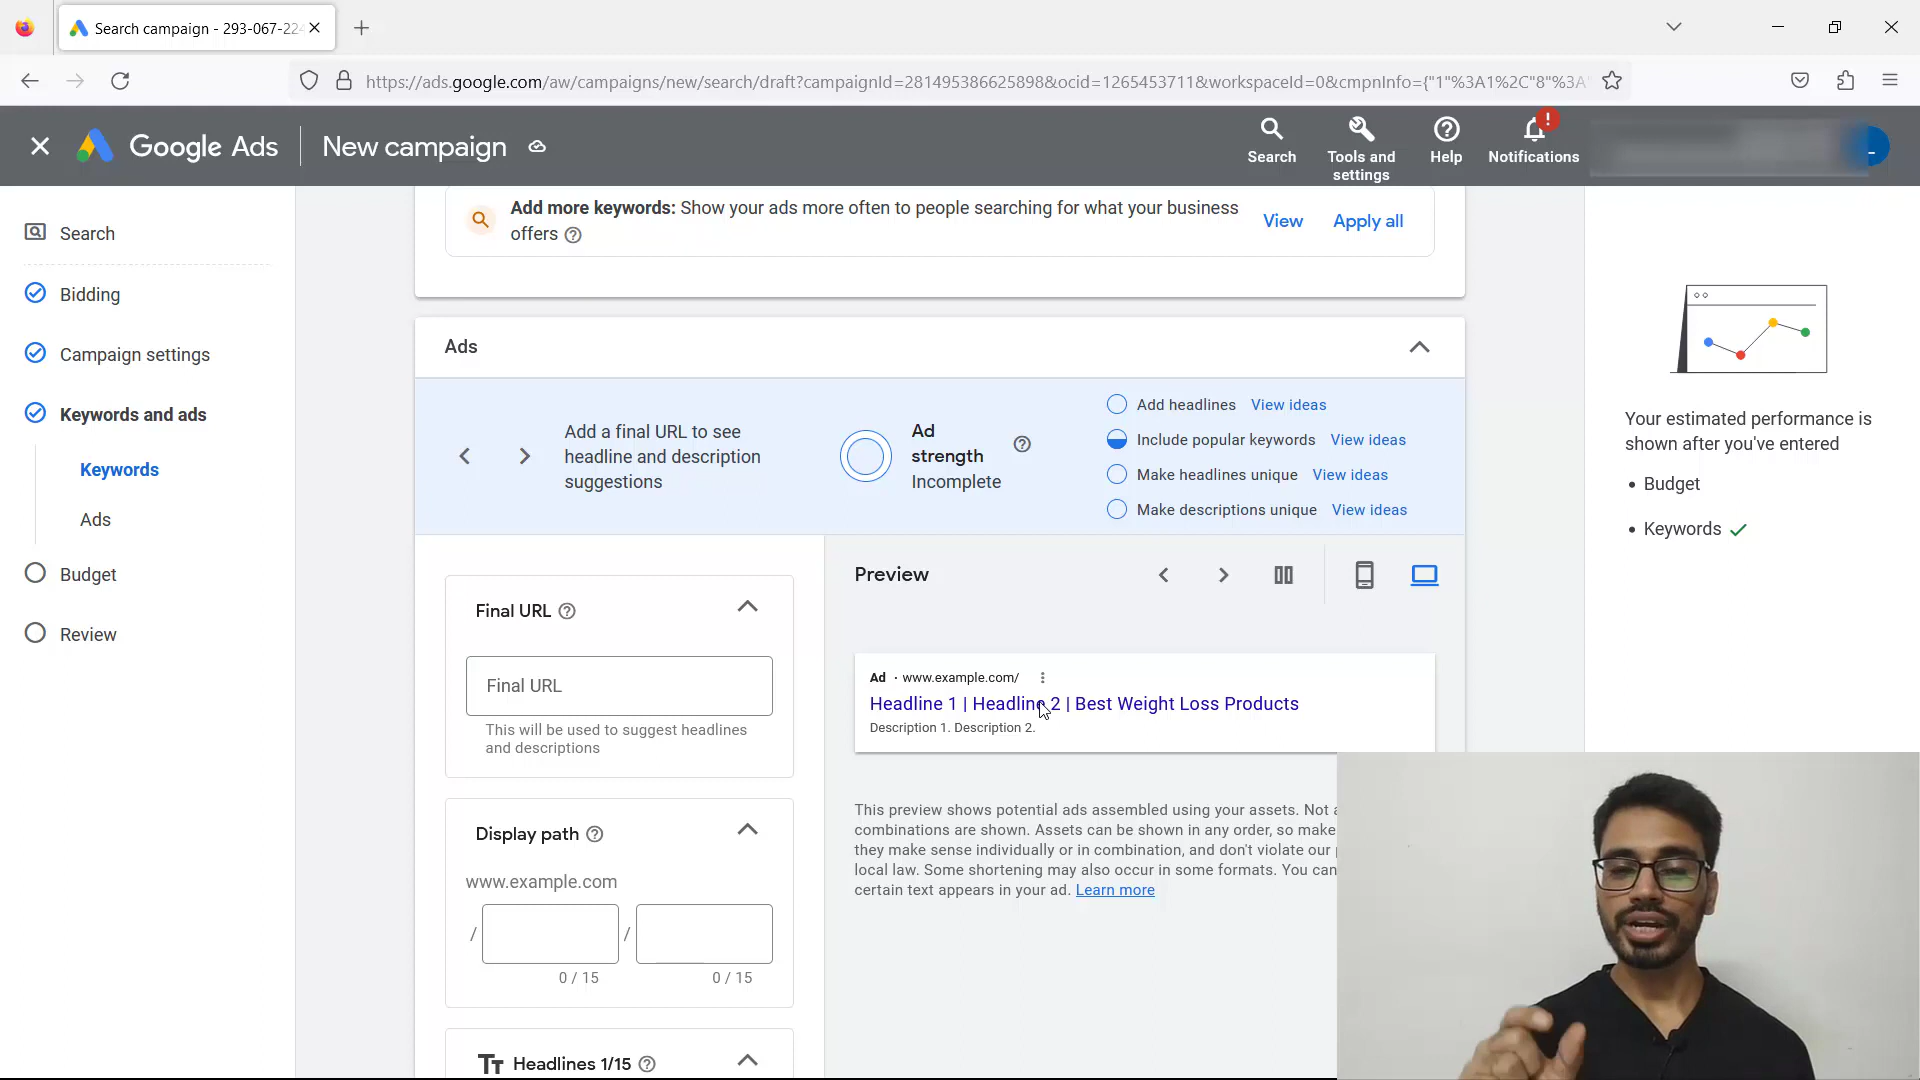 Search campaign - 293-067-224
https://ads.google.com/aw/campaigns/new/search/draft?campaignId=281495386625898&ocid=1265453711&workspaceId=0&cmpnInfo={"1"%3A1%2C"8"%3A
Google Ads
New campaign
Search
Tools and settings
Help
Notifications
!
Search
Bidding
Campaign settings
Keywords and ads
Keywords
Ads
Budget
Review
Add more keywords: Show your ads more often to people searching for what your business
offers
View
Apply all
Ads
Add a final URL to see
headline and description
suggestions
Ad
strength
Incomplete
Add headlines View ideas
Include popular keywords View ideas
Make headlines unique View ideas
Make descriptions unique View ideas
Final URL
Final URL
This will be used to suggest headlines
and descriptions
Display path
www.example.com
/ /
0 / 15 0 / 15
Headlines 1/15
Preview
Ad · www.example.com/
Headline 1 | Headline 2 | Best Weight Loss Products
Description 1. Description 2.
This preview shows potential ads assembled using your assets. Not
combinations are shown. Assets can be shown in any order, so make
they make sense individually or in combination, and don't violate our
local law. Some shortening may also occur in some formats. You can
certain text appears in your ad. Learn more
Your estimated performance is
shown after you've entered
• Budget
• Keywords